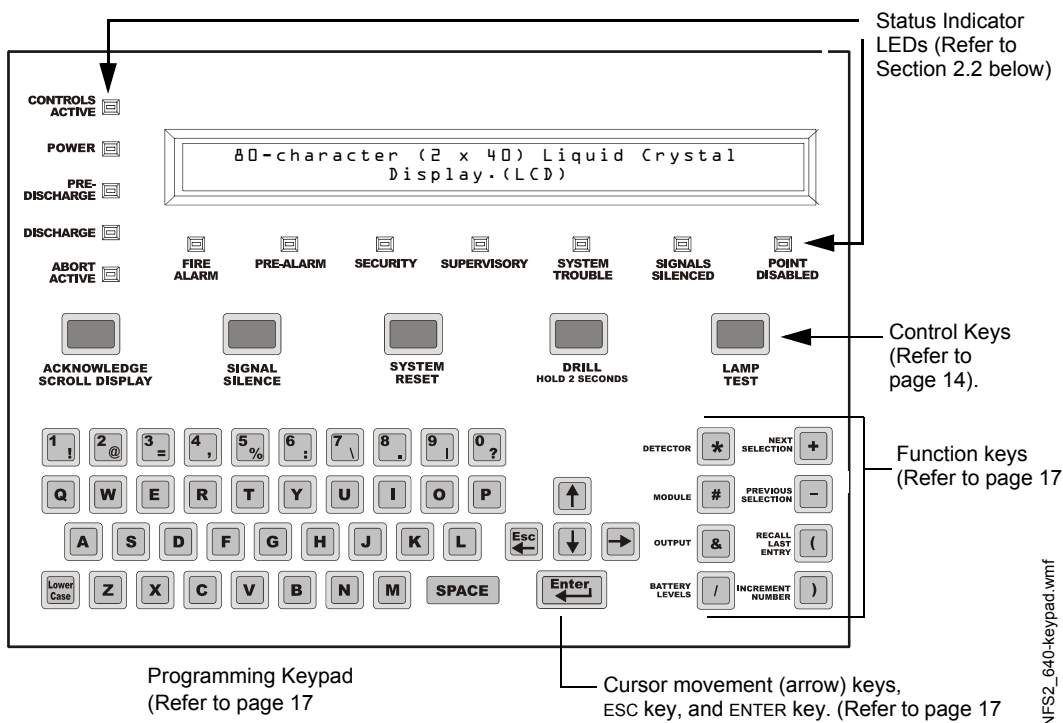 Status Indicator
LEDs (Refer to
Section 2.2 below)
CONTROLS
ACTIVE
POWER
PRE-
DISCHARGE
DISCHARGE
ABORT
ACTIVE
80-character (2 x 40) Liquid Crystal
Display.(LCD)
FIRE
ALARM
PRE-ALARM
SECURITY
SUPERVISORY
SYSTEM
TROUBLE
SIGNALS
SILENCED
POINT
DISABLED
ACKNOWLEDGE
SCROLL DISPLAY
SIGNAL
SILENCE
SYSTEM
RESET
DRILL
HOLD 2 SECONDS
LAMP
TEST
Control Keys
(Refer to
page 14).
1 ! 2 @ 3 = 4 , 5 % 6 : 7 \ 8 . 9 | 0 ?
Q W E R T Y U I O P
A S D F G H J K L
Lower
Case
Z X C V B N M SPACE
Esc
Enter
DETECTOR *
NEXT
SELECTION +
MODULE #
PREVIOUS
SELECTION -
OUTPUT &
RECALL
LAST
ENTRY (
BATTERY
LEVELS /
INCREMENT
NUMBER )
Function keys
(Refer to page 17
Programming Keypad
(Refer to page 17
Cursor movement (arrow) keys,
ESC key, and ENTER key. (Refer to page 17
NFS2_640-keypad.wmf